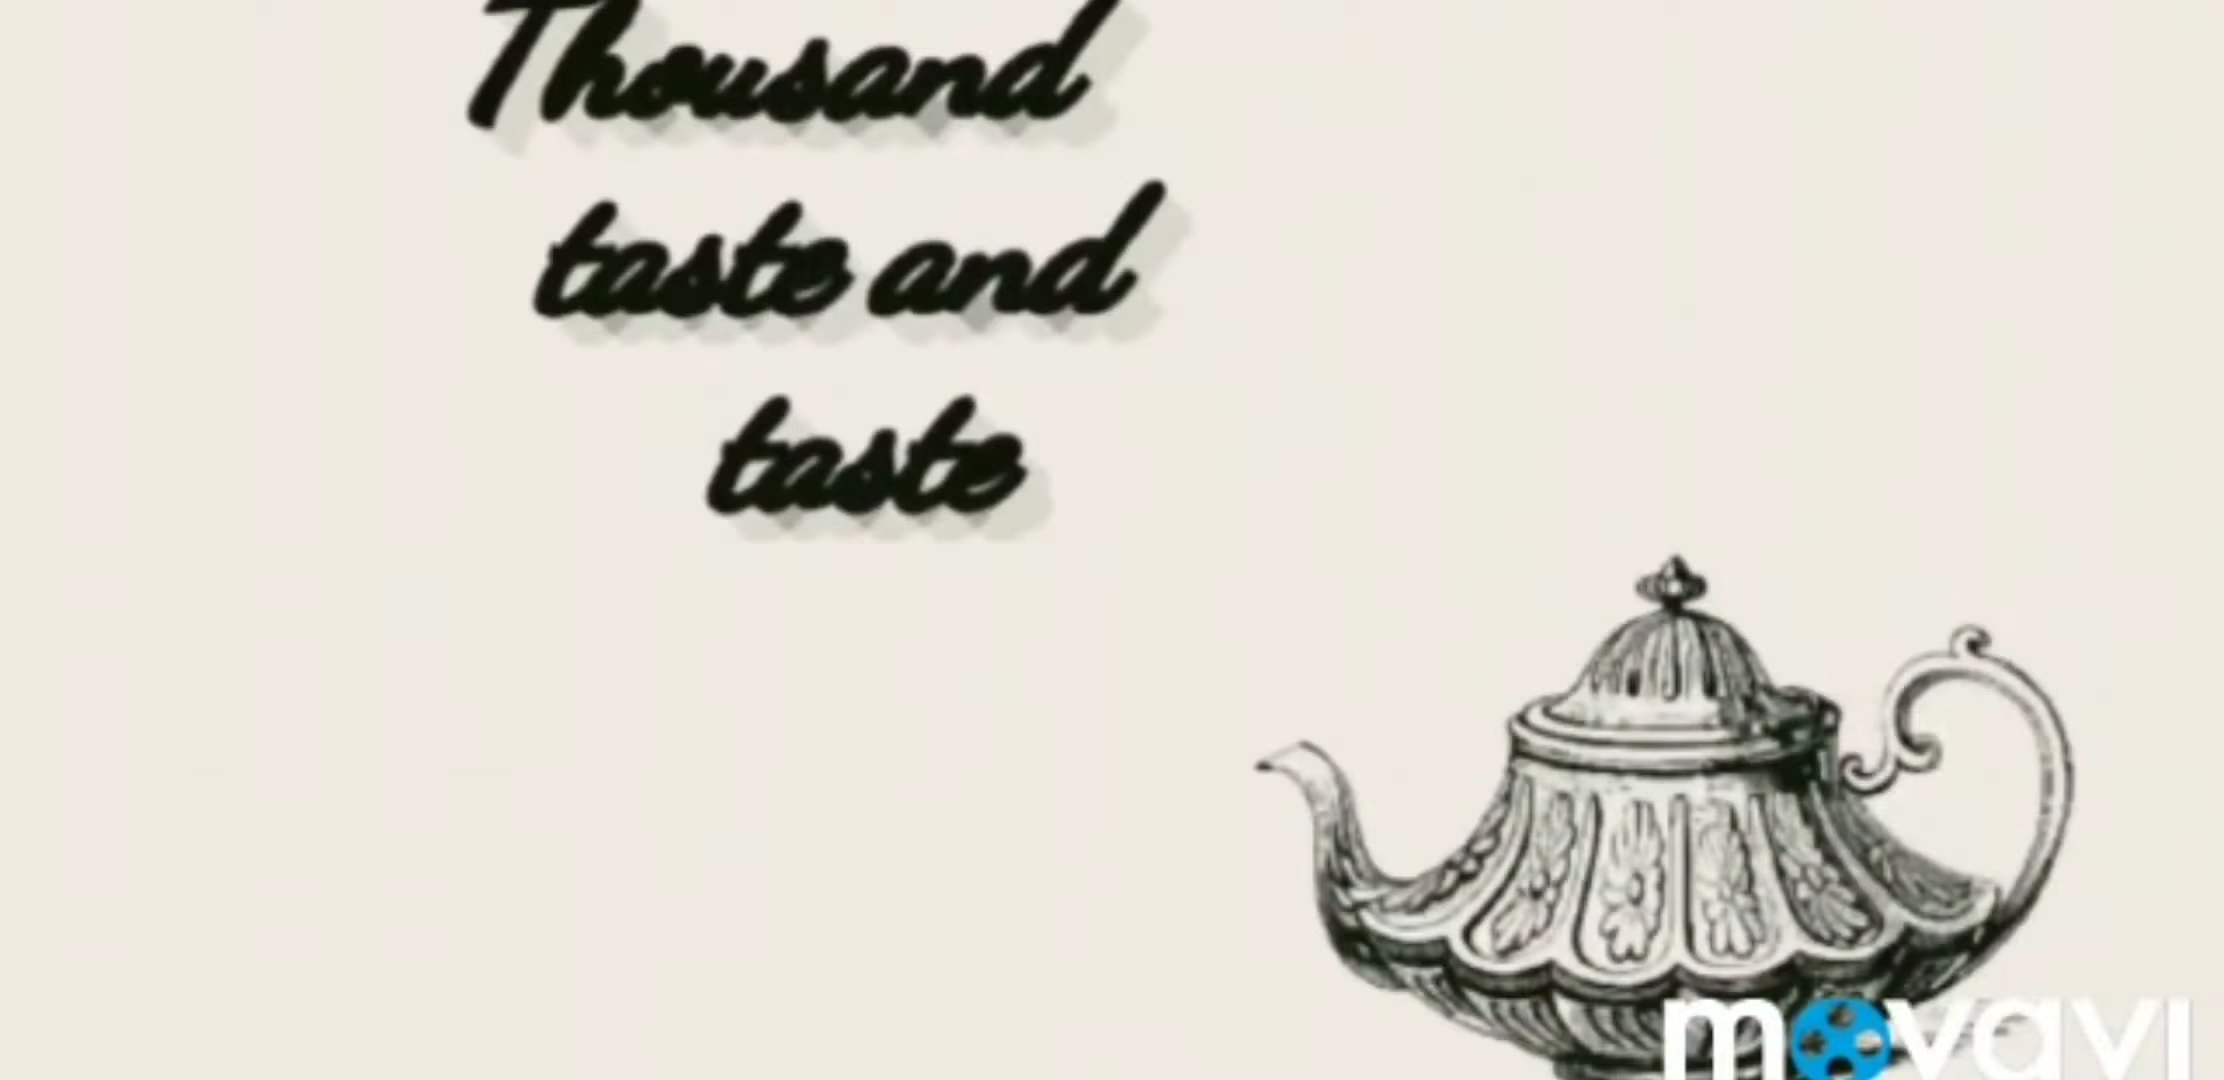 Thousand
taste and
taste
movavi